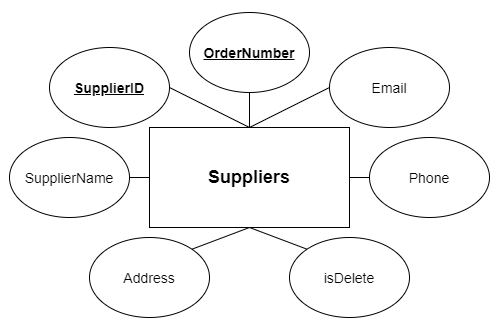 OrderNumber
SupplierID
Email
SupplierName
Suppliers
Phone
Address
isDelete